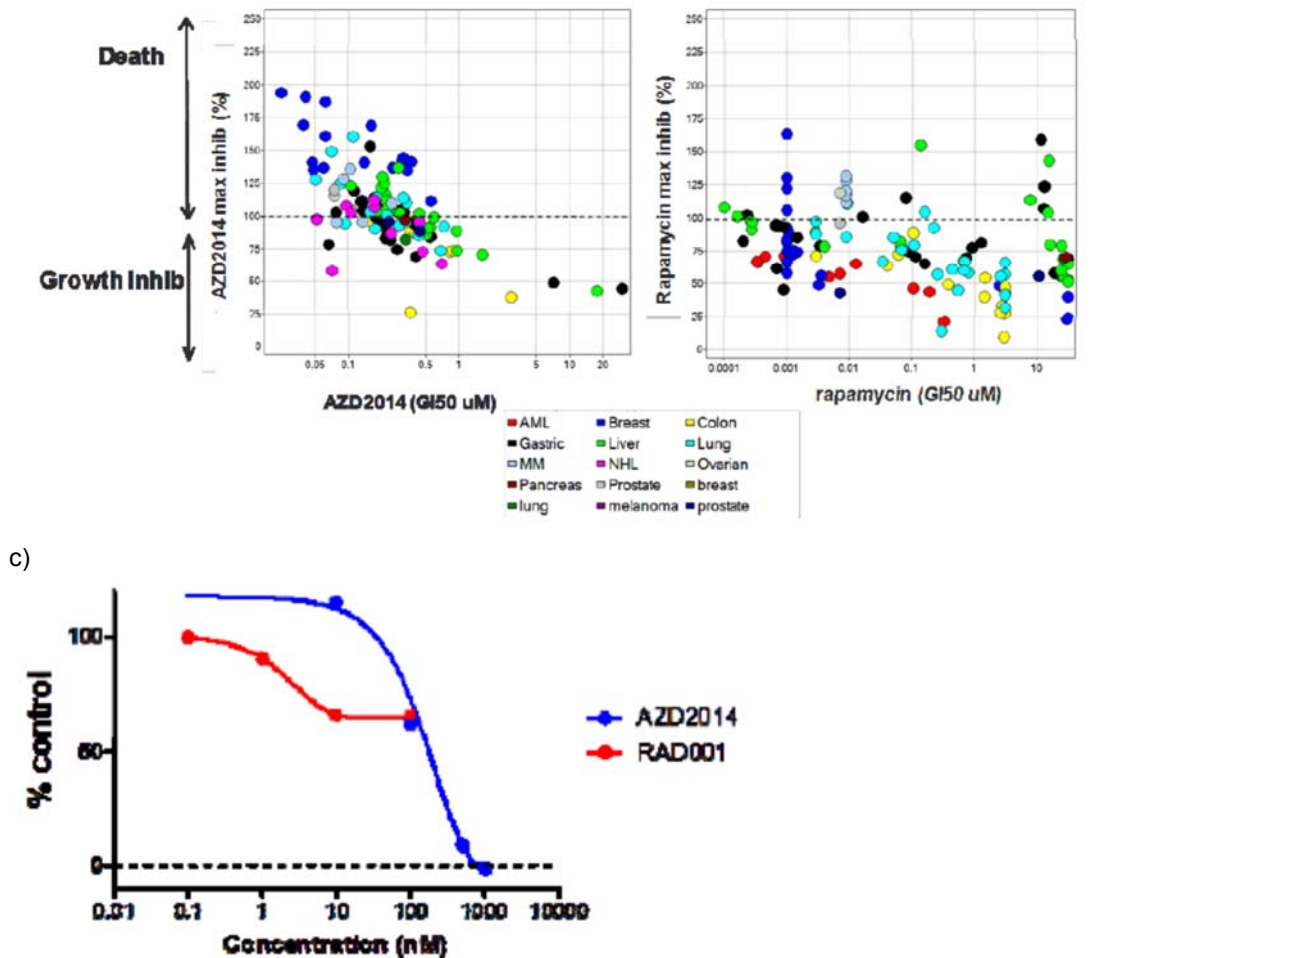 Death
Growth Inhib
AZD2014 max inhib (%)
250
225
200
175
150
125
100
75
50
25
0
0.05 0.1 0.5 1 5 10 20
AZD2014 (GI50 uM)
Rapamycin max inhib (%)
250
225
200
175
150
125
100
75
50
25
0
0.0001 0.001 0.01 0.1 1 10
rapamycin (GI50 uM)
AML Breast Colon
Gastric Liver Lung
MM NHL Ovarian
Pancreas Prostate breast
lung melanoma prostate
c)
% control
100
50
0
0.01 0.1 1 10 100 1000 10000
Concentration (nM)
AZD2014
RAD001